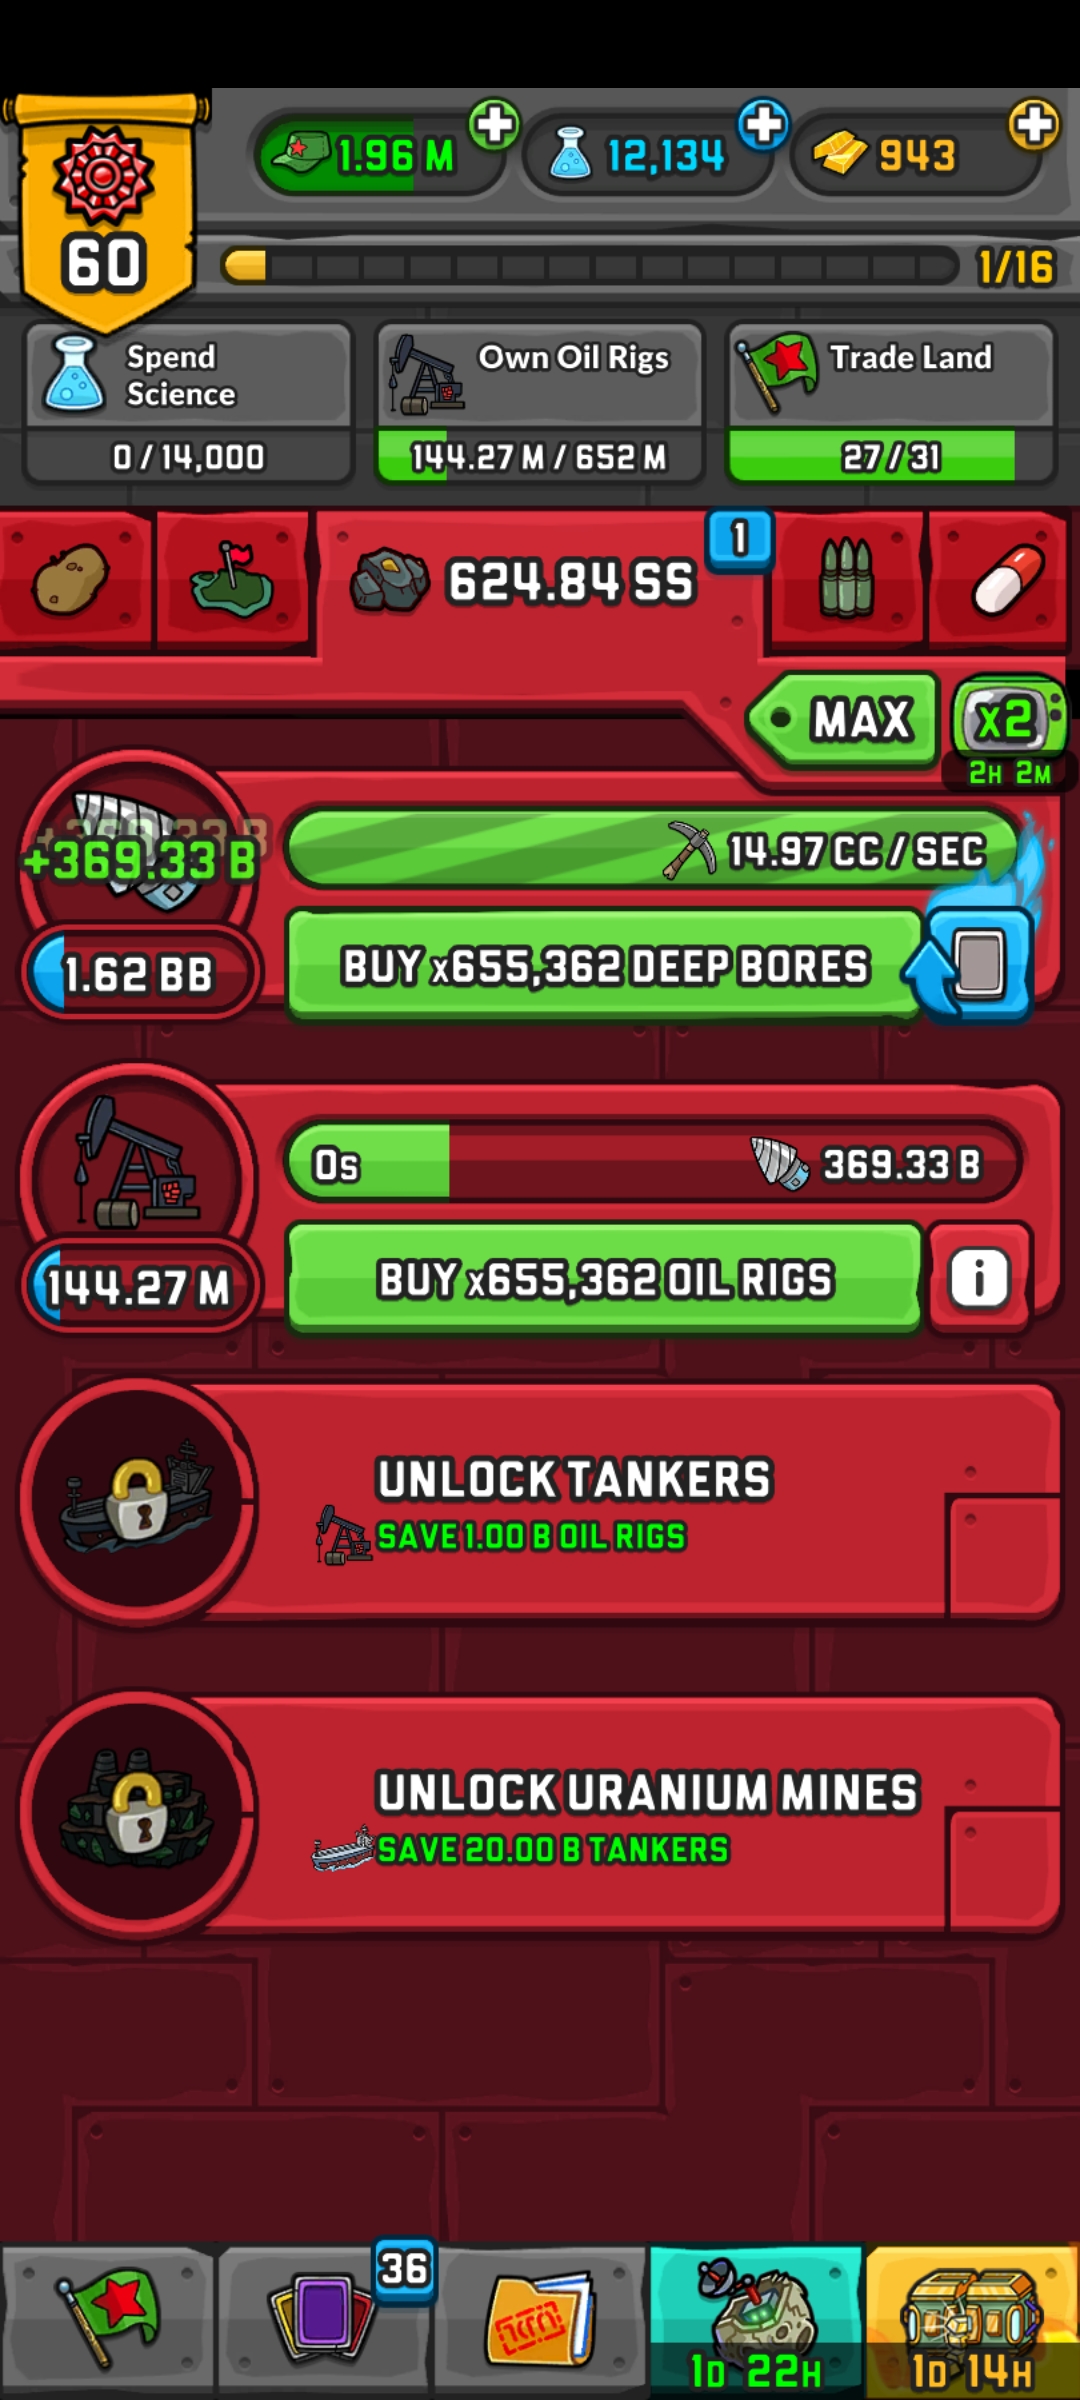 60
1.96 M
12,134
943
1/16
Spend
Science
0/14,000
Own Oil Rigs
144.27 M/652 M
Trade Land
27/31
624.84 SS
1
MAX
x2
2H 2M
+369.33 B
14.97 CC/SEC
1.62 BB
BUY x655,362 DEEP BORES
0s
369.33 B
144.27 M
BUY x655,362 OIL RIGS
i
UNLOCK TANKERS
SAVE 1.00 B OIL RIGS
UNLOCK URANIUM MINES
SAVE 20.00 B TANKERS
36
1D 22H
1D 14H